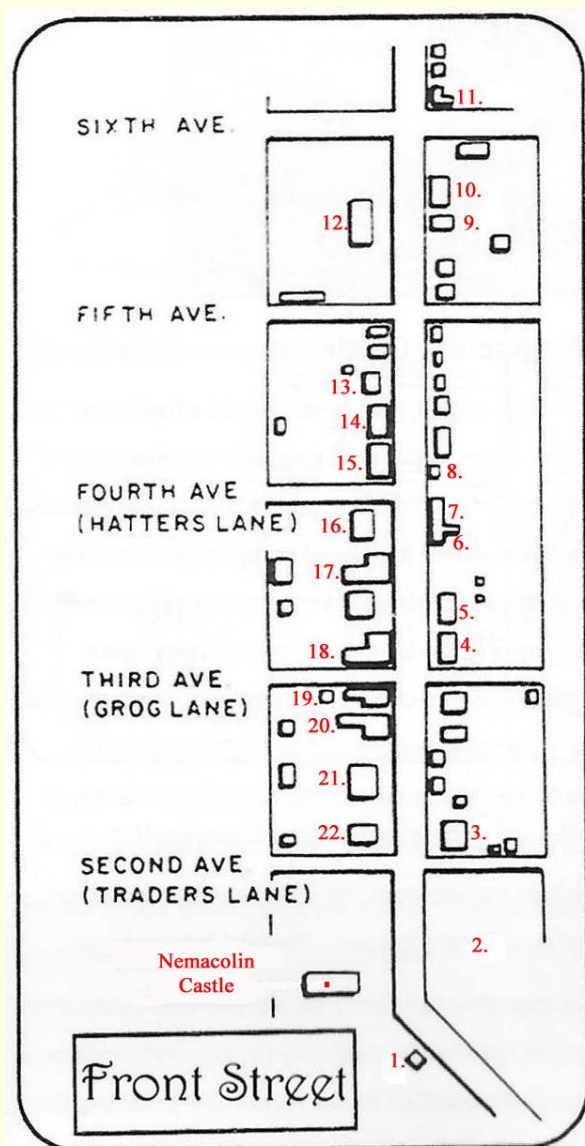 11.
SIXTH AVE.
10.
12.
9.
FIFTH AVE.
13.
14.
15.
8.
FOURTH AVE
(HATTERS LANE)
7.
16.
6.
17.
5.
18.
4.
THIRD AVE
(GROG LANE)
19.
20.
21.
22.
3.
SECOND AVE
(TRADERS LANE)
2.
Nemacolin
Castle
1.
Front Street